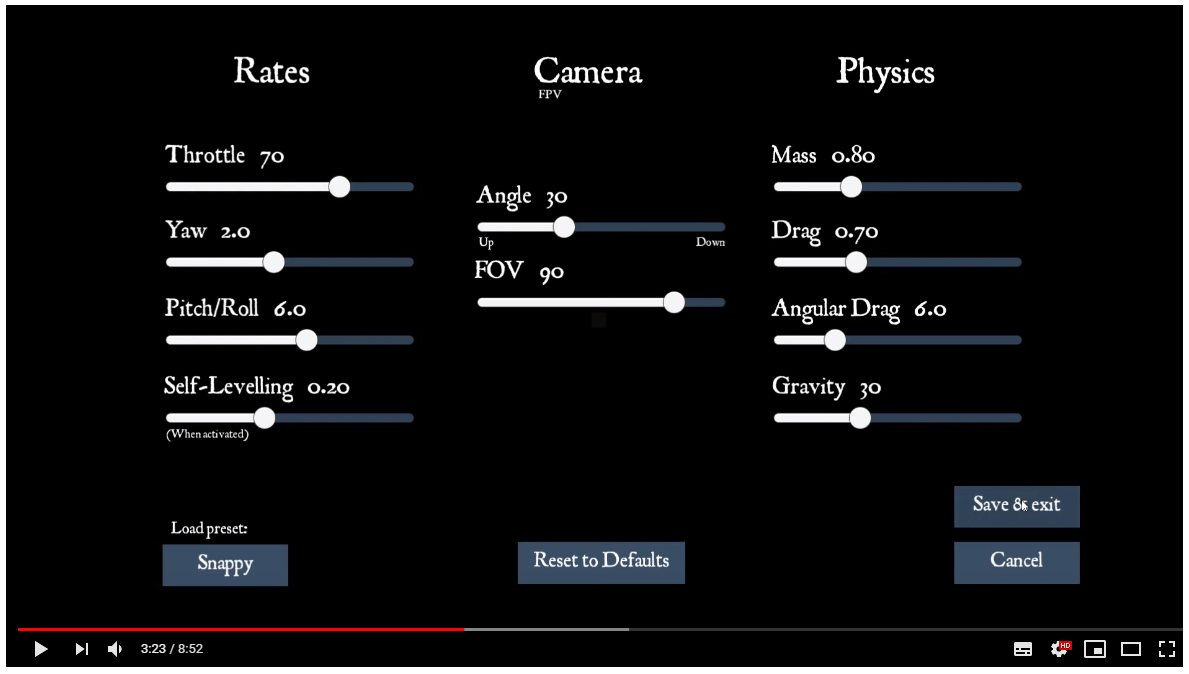 Rates
Throttle 70
Yaw 2.0
Pitch/Roll 6.0
Self-Levelling 0.20
(When activated)
Load preset:
Snappy
Camera
FPV
Angle 30
Up Down
FOV 90
Reset to Defaults
Physics
Mass 0.80
Drag 0.70
Angular Drag 6.0
Gravity 30
Save & exit
Cancel
3:23 / 8:52
HD